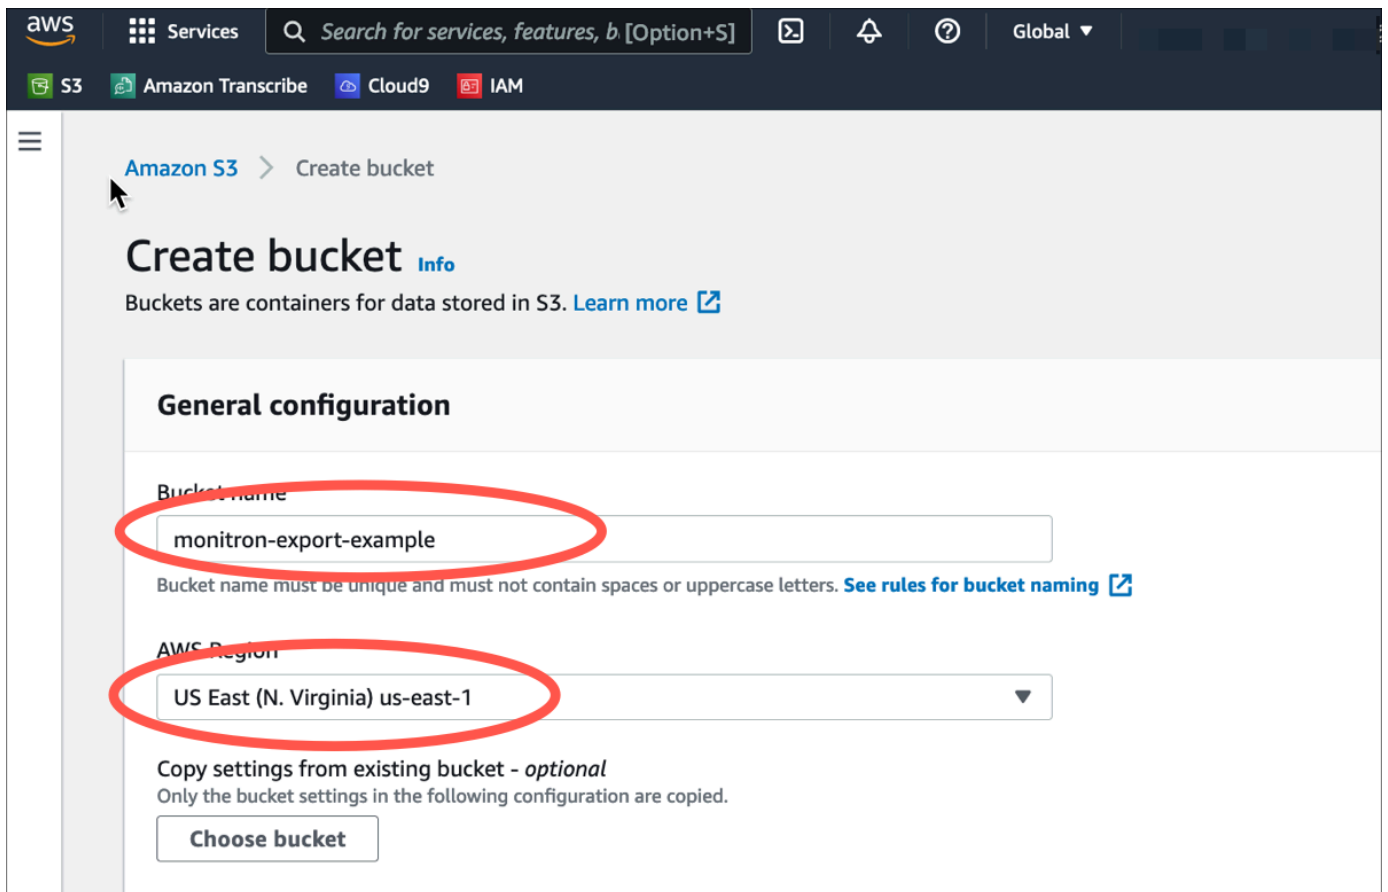 aws Services Search for services, features, b [Option+S] Global
S3 Amazon Transcribe Cloud9 IAM
Amazon S3 > Create bucket
Create bucket Info
Buckets are containers for data stored in S3. Learn more
General configuration
Bucket name
monitron-export-example
Bucket name must be unique and must not contain spaces or uppercase letters. See rules for bucket naming
AWS Region
US East (N. Virginia) us-east-1
Copy settings from existing bucket - optional
Only the bucket settings in the following configuration are copied.
Choose bucket